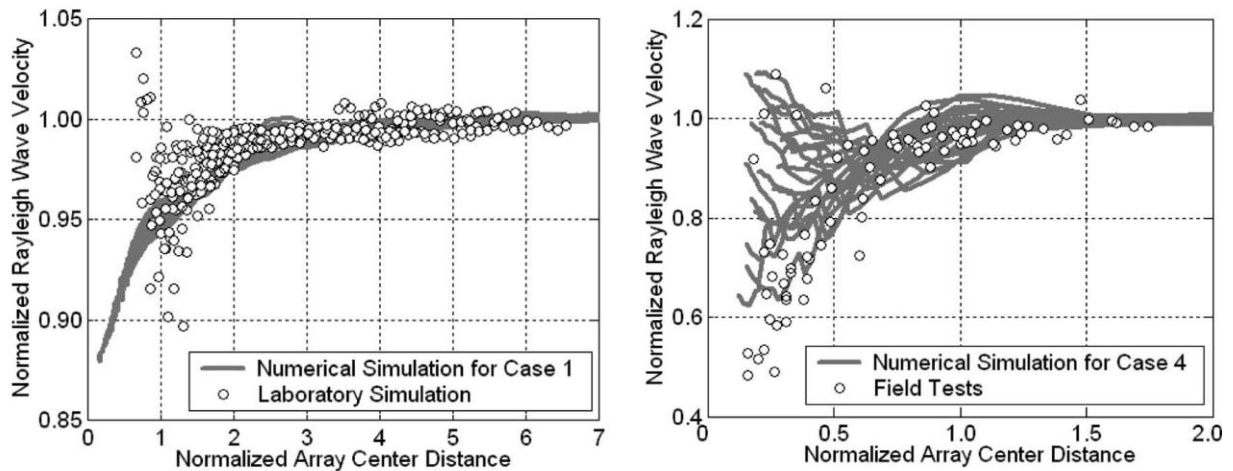 1.05
1.00
0.95
0.90
0.85
Normalized Rayleigh Wave Velocity
Numerical Simulation for Case 1
Laboratory Simulation
0 1 2 3 4 5 6 7
Normalized Array Center Distance
1.2
1.0
0.8
0.6
0.4
Normalized Rayleigh Wave Velocity
Numerical Simulation for Case 4
Field Tests
0 0.5 1.0 1.5 2.0
Normalized Array Center Distance